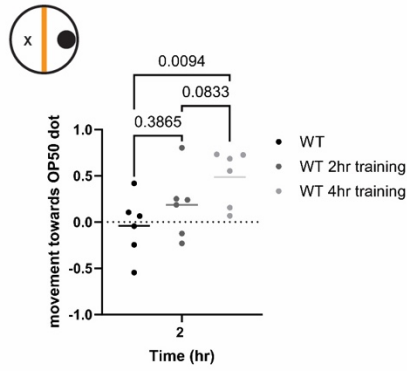 X
0.0094
0.0833
0.3865
WT
WT 2hr training
WT 4hr training
movement towards OP50 dot
1.0
0.5
0.0
-0.5
-1.0
2
Time (hr)